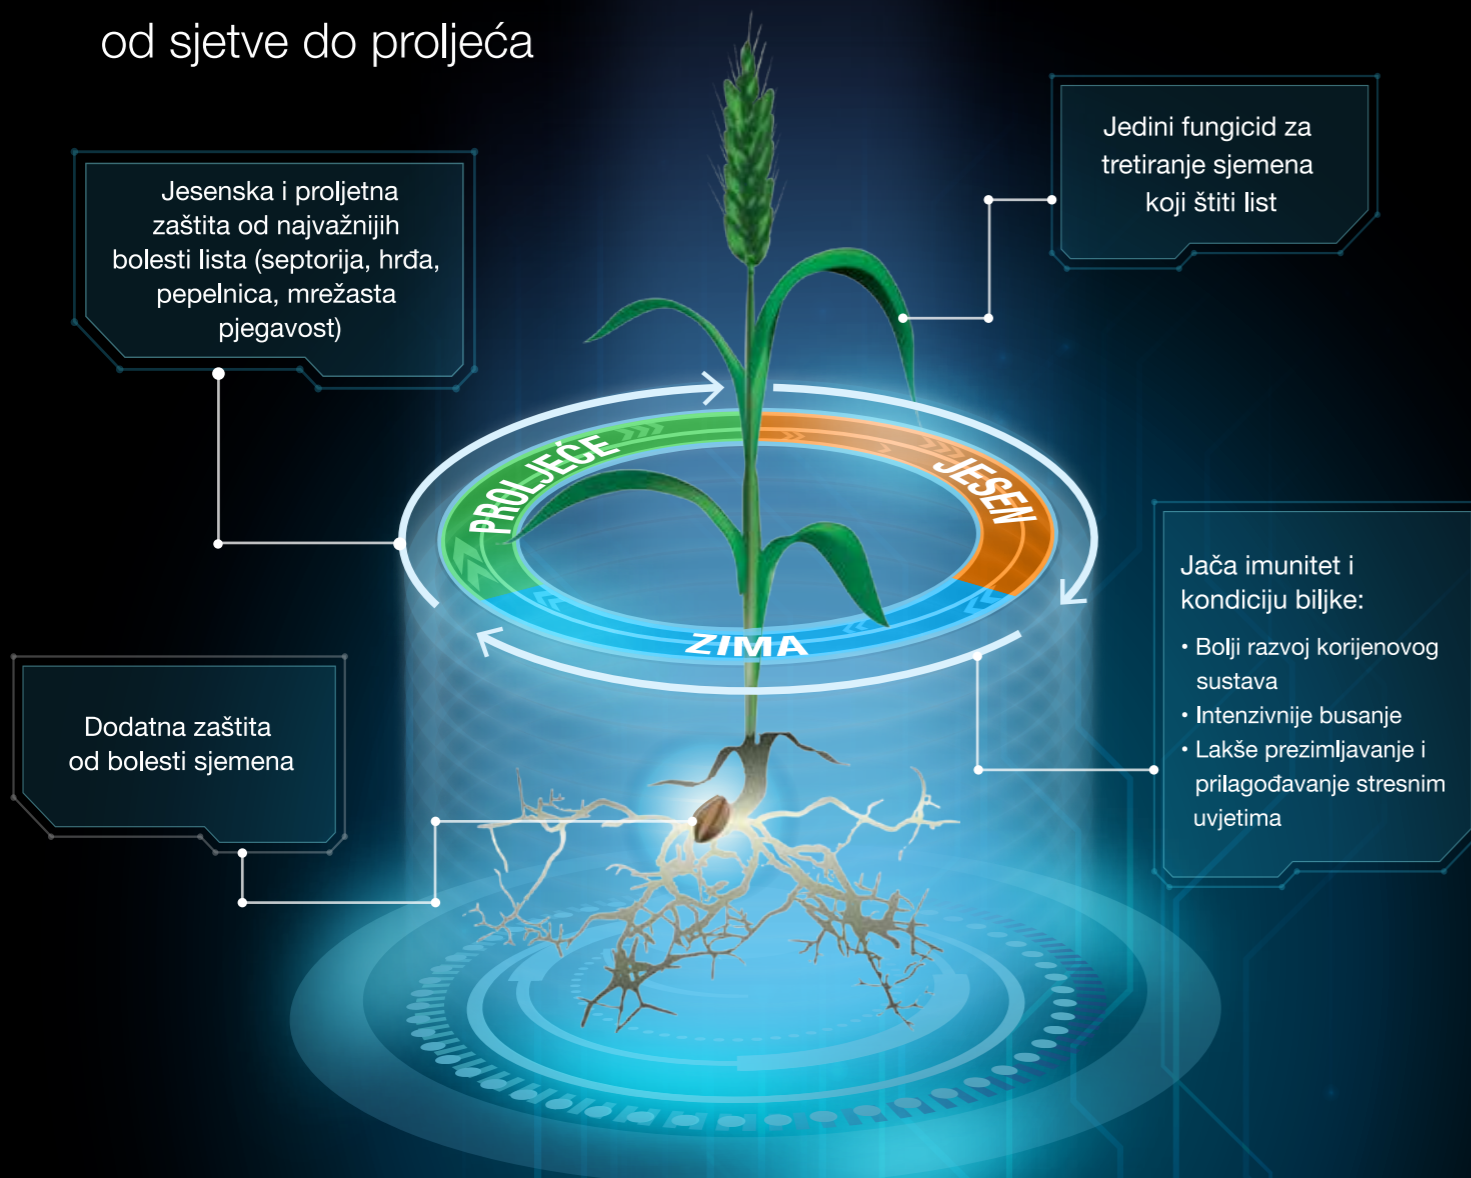 od sjetve do proljeća
Jedini fungicid za
tretiranje sjemena
koji štiti list
Jesenska i proljetna
zaštita od najvažnijih
bolesti lista (septorija, hrđa,
pepelnica, mrežasta
pjegavost)
PROLJEĆE
JESEN
ZIMA
Jača imunitet i
kondiciju biljke:
• Bolji razvoj korijenovog
sustava
• Intenzivnije busanje
• Lakše prezimljavanje i
prilagođavanje stresnim
uvjetima
Dodatna zaštita
od bolesti sjemena